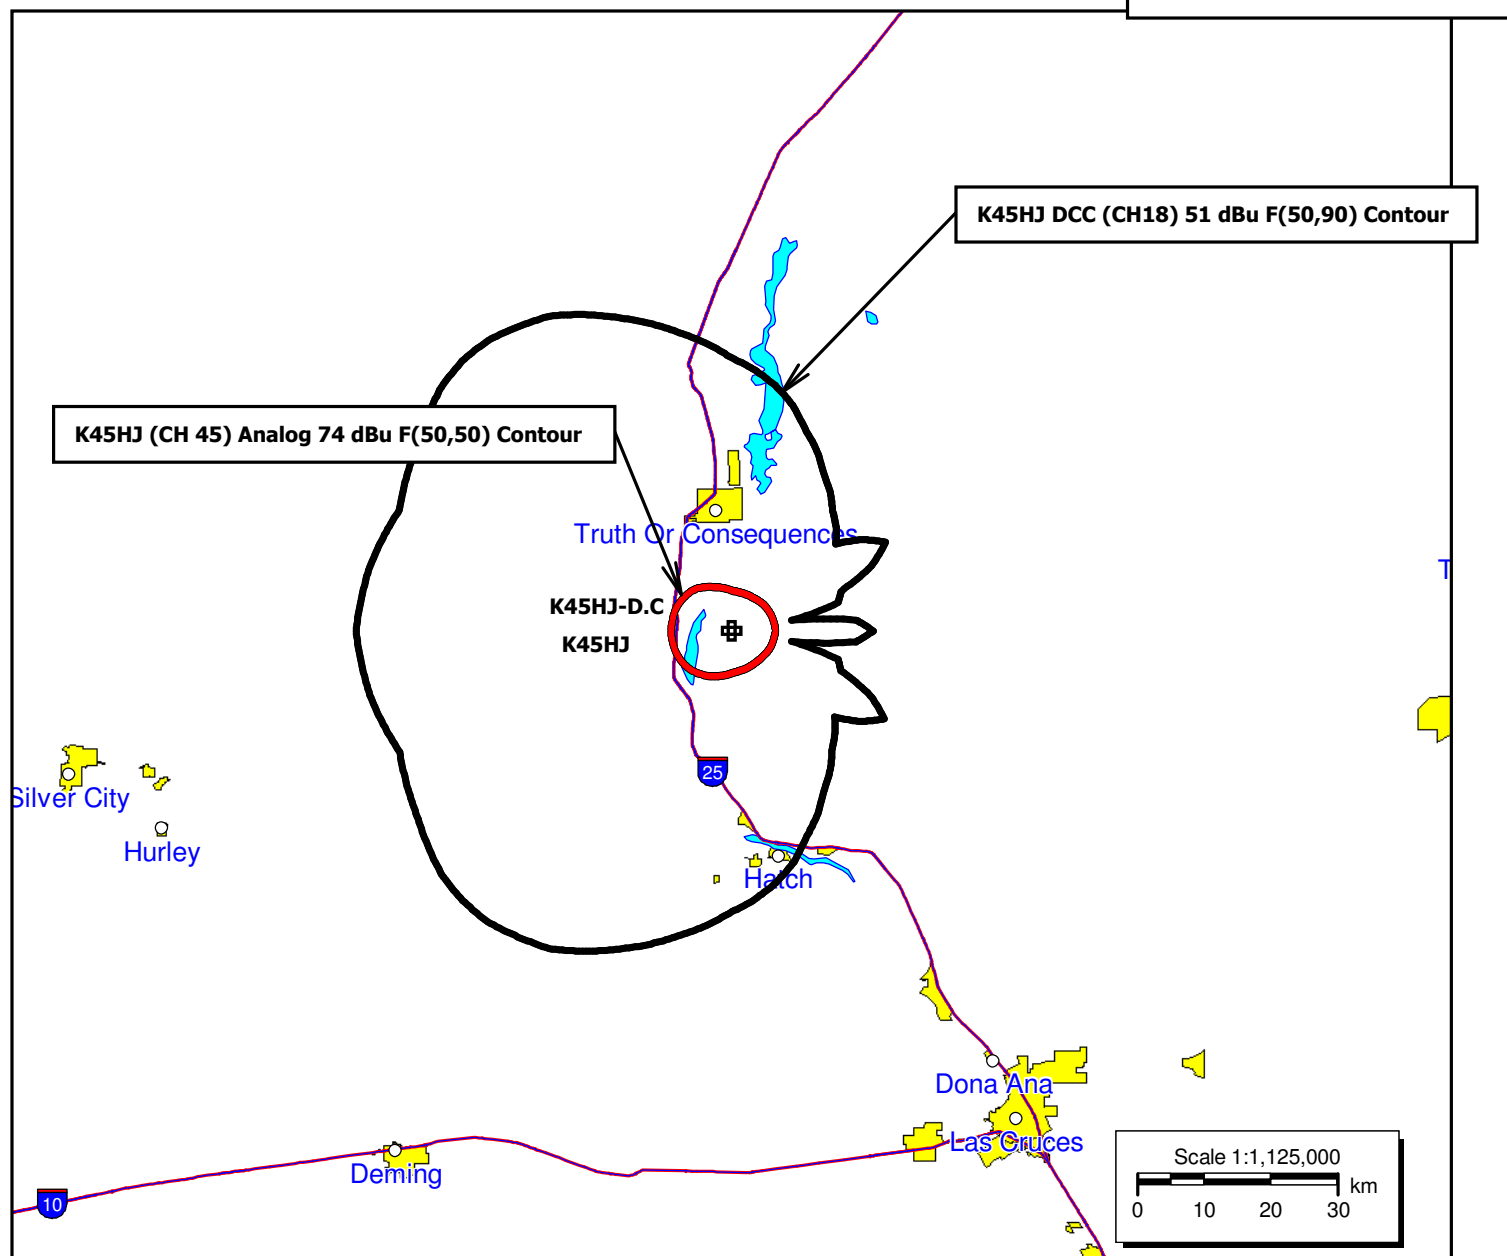 K45HJ DCC (CH18) 51 dBu F(50,90) Contour
K45HJ (CH 45) Analog 74 dBu F(50,50) Contour
Truth Or Consequences
T
K45HJ-D.C
K45HJ
25
Silver City
Hurley
Hatch
Dona Ana
Las Cruces
Deming
10
Scale 1:1,125,000
km
0 10 20 30